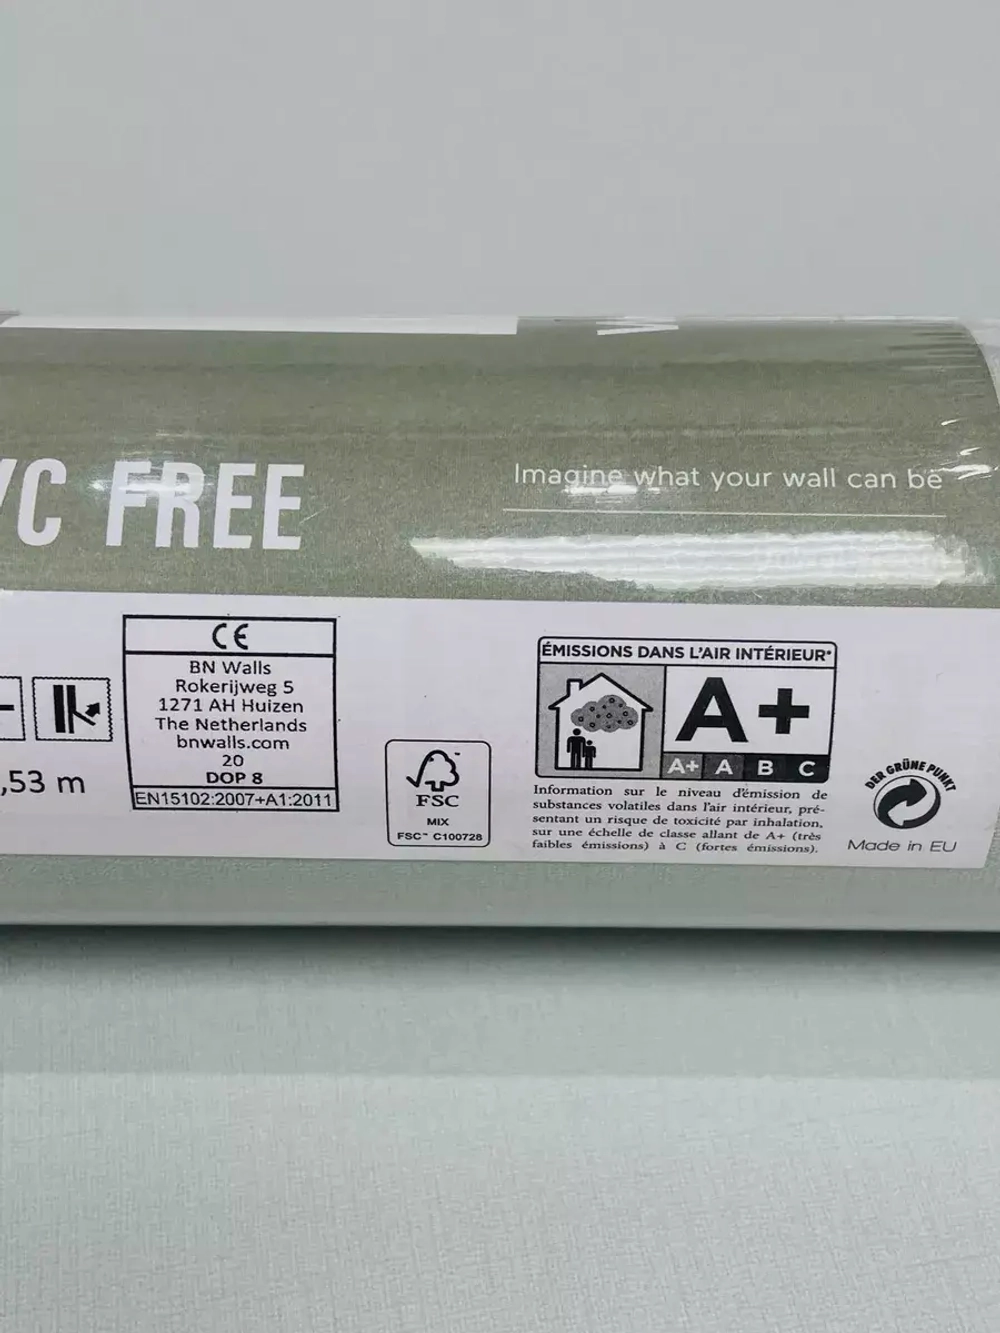 VC FREE
Imagine what your wall can be
CE
BN Walls
Rokerijweg 5
1271 AH Huizen
The Netherlands
bnwalls.com
20
DOP 8
EN15102:2007+A1:2011
,53 m
FSC
MIX
FSC™ C100728
ÉMISSIONS DANS L'AIR INTÉRIEUR*
A+
A+ A B C
Information sur le niveau d'émission de
substances volatiles dans l'air intérieur, pré-
sentant un risque de toxicité par inhalation,
sur une échelle de classe allant de A+ (très
faibles émissions) à C (fortes émissions).
DER GRÜNE PUNKT
Made in EU